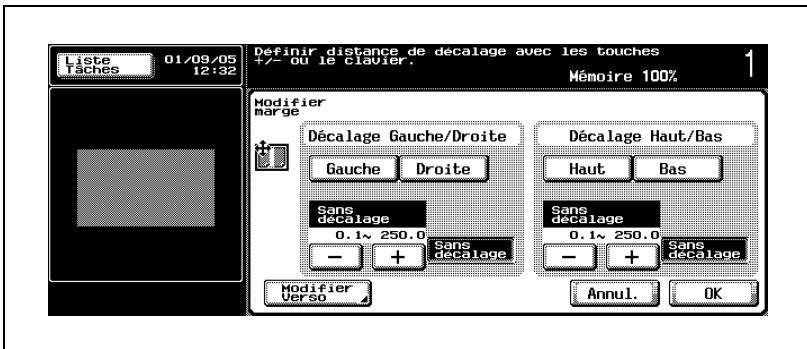 Liste
Tâches
01/09/05
12:32
Définir distance de décalage avec les touches
+/- ou le clavier.
Mémoire 100%
1
Modifier
marge
Décalage Gauche/Droite
Gauche Droite
Sans
décalage
0.1~ 250.0
- +
Sans
décalage
Décalage Haut/Bas
Haut Bas
Sans
décalage
0.1~ 250.0
- +
Sans
décalage
Modifier
Verso
Annul. OK